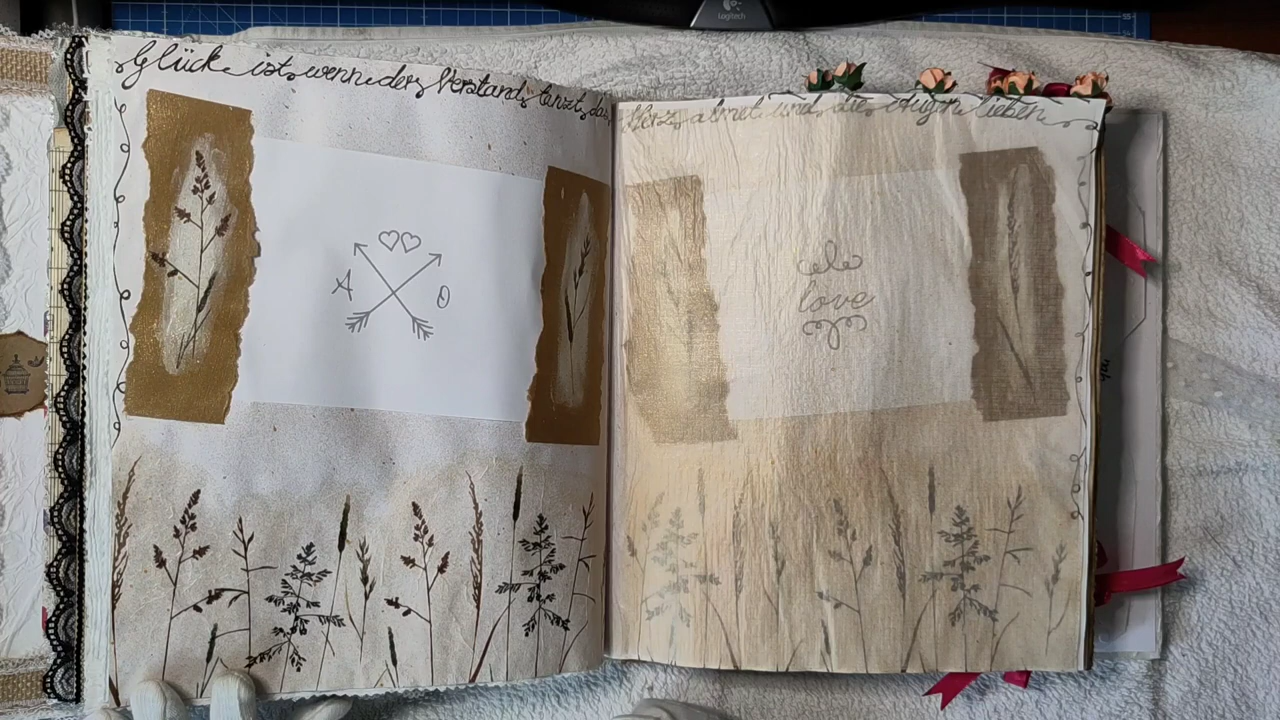 Glück ist, wenn der Verstand tanzt, das
Herz atmet und die Augen lieben
A
O
love
Logitech